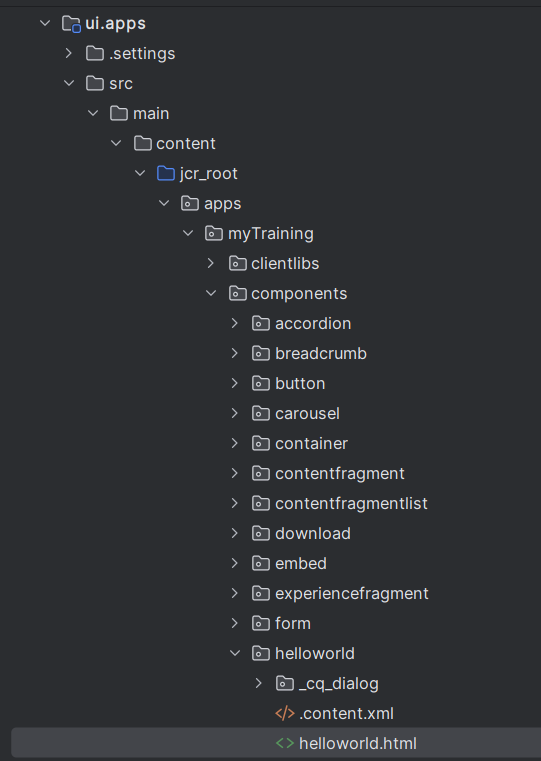 ui.apps
.settings
src
main
content
jcr_root
apps
myTraining
clientlibs
components
accordion
breadcrumb
button
carousel
container
contentfragment
contentfragmentlist
download
embed
experiencefragment
form
helloworld
_cq_dialog
.content.xml
helloworld.html